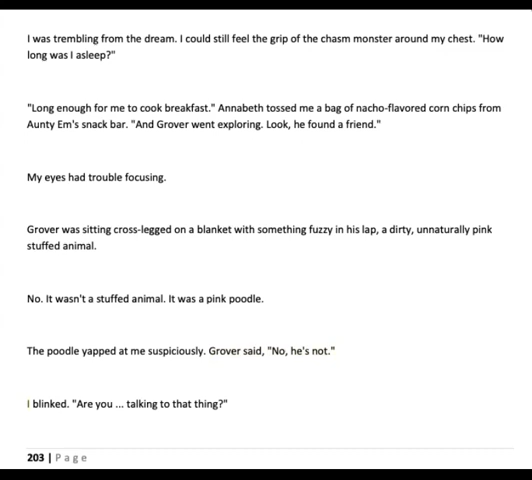 I was trembling from the dream. I could still feel the grip of the chasm monster around my chest. "How
long was I asleep?"
"Long enough for me to cook breakfast." Annabeth tossed me a bag of nacho-flavored corn chips from
Aunty Em's snack bar. "And Grover went exploring. Look, he found a friend."
My eyes had trouble focusing.
Grover was sitting cross-legged on a blanket with something fuzzy in his lap, a dirty, unnaturally pink
stuffed animal.
No. It wasn't a stuffed animal. It was a pink poodle.
The poodle yapped at me suspiciously. Grover said, "No, he's not."
I blinked. "Are you ... talking to that thing?"
203 | P a g e